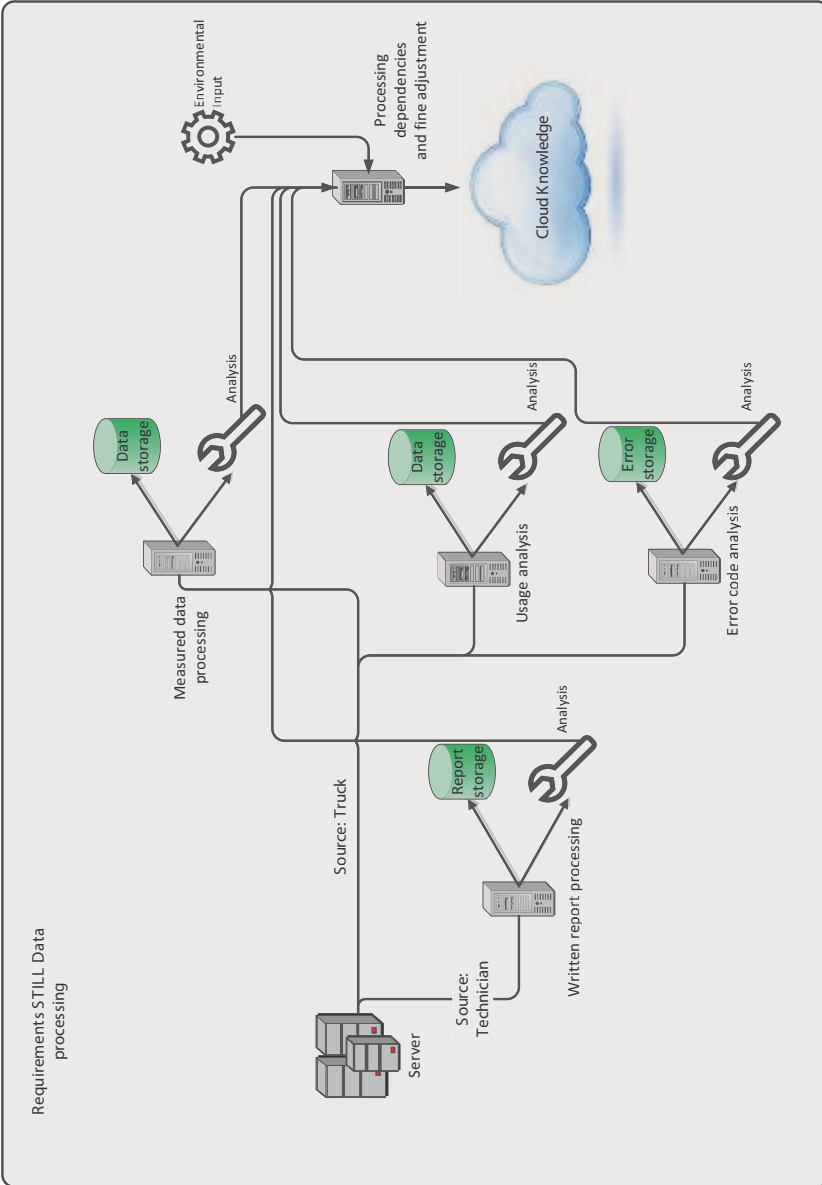 Requirements STILL Data
processing
Server
Source: Truck
Source:
Technician
Written report processing
Report
storage
Analysis
Measured data
processing
Data
storage
Analysis
Usage analysis
Data
storage
Analysis
Error code analysis
Error
storage
Analysis
Environmental
Input
Processing
dependencies
and fine adjustment
Cloud Knowledge